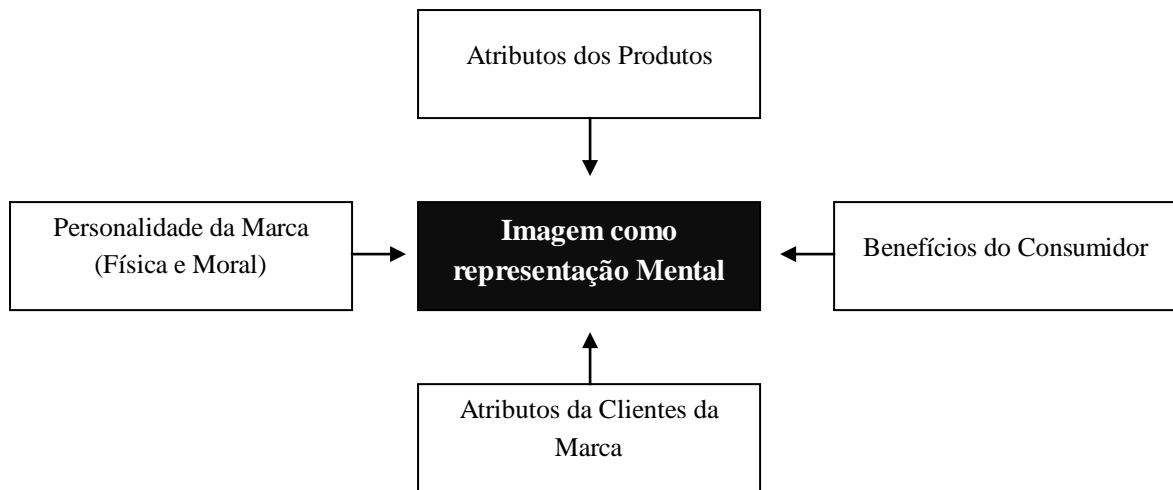 Atributos dos Produtos
Personalidade da Marca
(Física e Moral)
Imagem como
representação Mental
Benefícios do Consumidor
Atributos da Clientes da
Marca